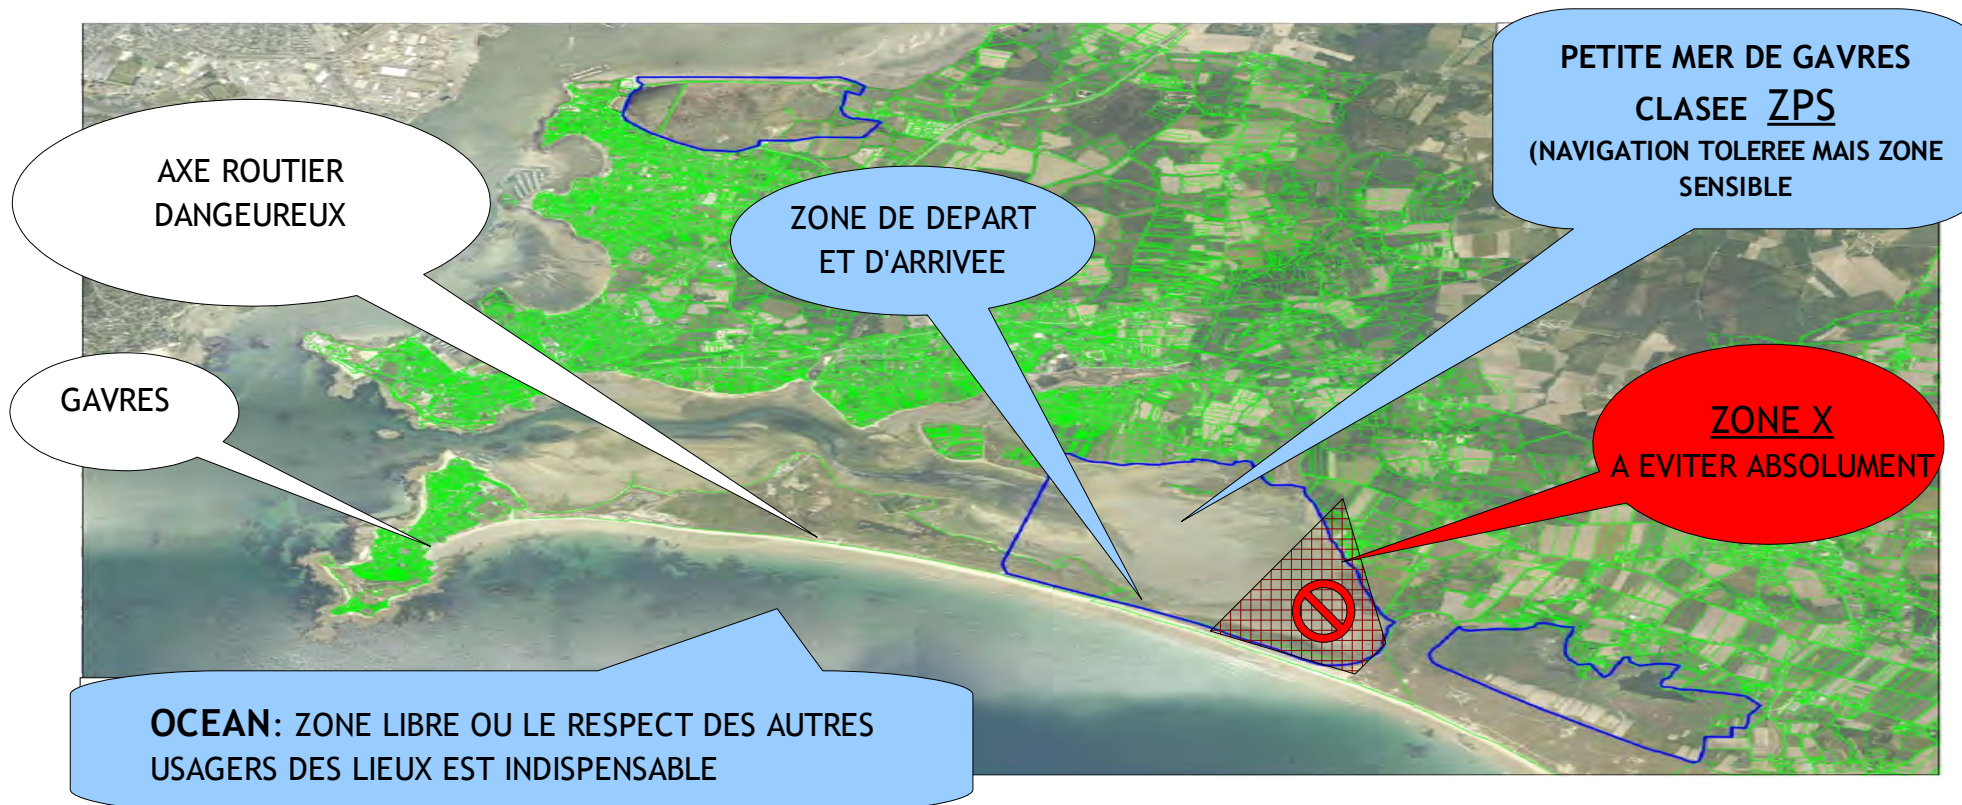 PETITE MER DE GAVRES
CLASEE ZPS
(NAVIGATION TOLEREE MAIS ZONE
SENSIBLE
AXE ROUTIER
DANGEUREUX
ZONE DE DEPART
ET D'ARRIVEE
GAVRES
ZONE X
A EVITER ABSOLUMENT
OCEAN: ZONE LIBRE OU LE RESPECT DES AUTRES
USAGERS DES LIEUX EST INDISPENSABLE